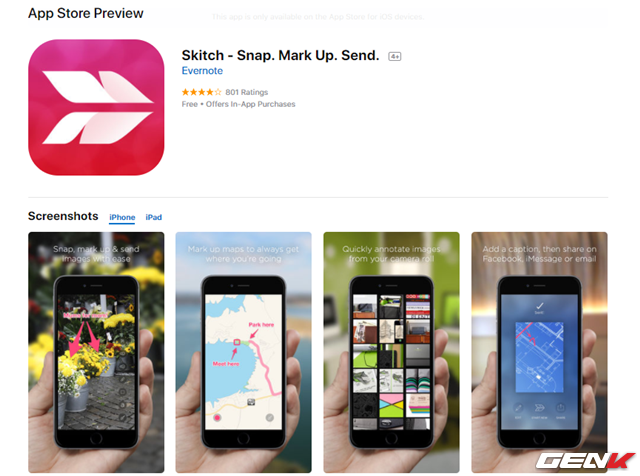 App Store Preview
This app is only available on the App Store for iOS devices.
Skitch - Snap. Mark Up. Send. 4+
Evernote
801 Ratings
Free • Offers In-App Purchases
Screenshots iPhone iPad
Snap, mark up & send
images with ease
Mark up maps to always get
where you're going
Park here
Meet here
Quickly annotate images
from your camera roll
Add a caption, then share on
Facebook, iMessage or email
Send
GENK